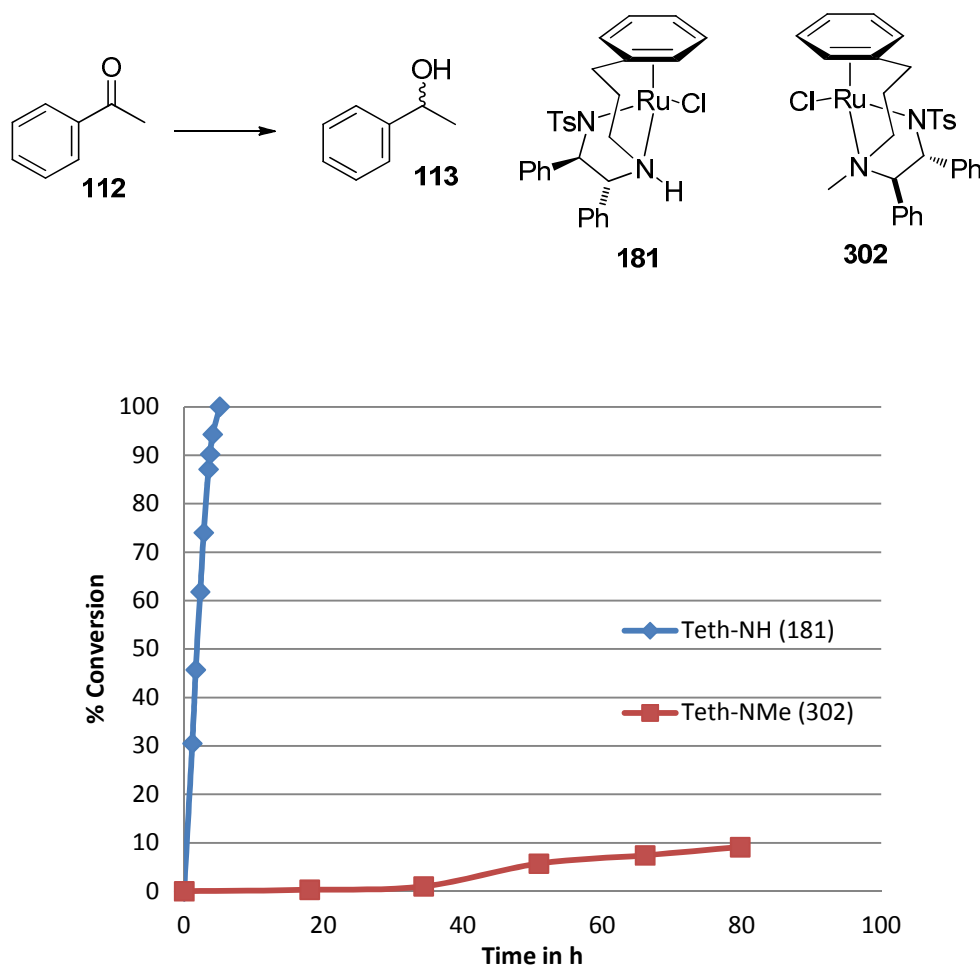 O
112
OH
113
Ru
Cl
TsN
N
H
Ph
Ph
181
Ru
Cl
NTs
N
Ph
Ph
302
100
90
80
70
60
50
40
30
20
10
0
% Conversion
Teth-NH (181)
Teth-NMe (302)
0 20 40 60 80 100
Time in h